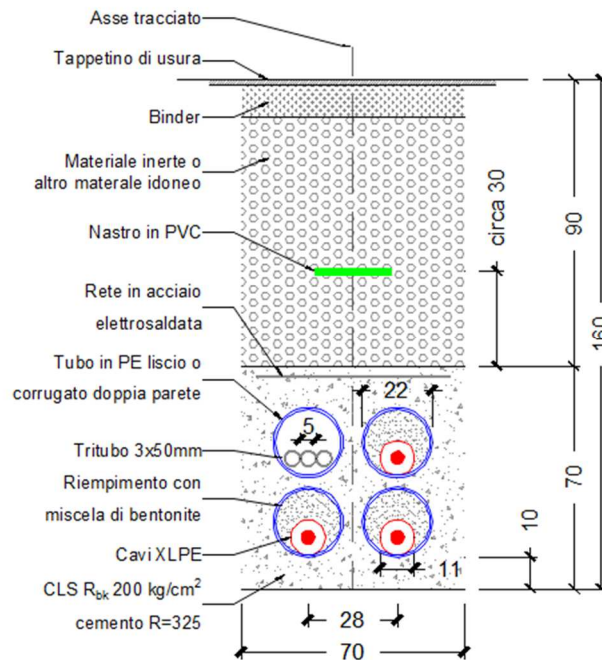 Asse tracciato
Tappetino di usura
Binder
Materiale inerte o
altro materale idoneo
Nastro in PVC
Rete in acciaio
elettrosaldata
Tubo in PE liscio o
corrugato doppia parete
Tritubo 3x50mm
Riempimento con
miscela di bentonite
Cavi XLPE
CLS Rbk 200 kg/cm²
cemento R=325
circa 30
90
160
22
5
70
10
11
28
70